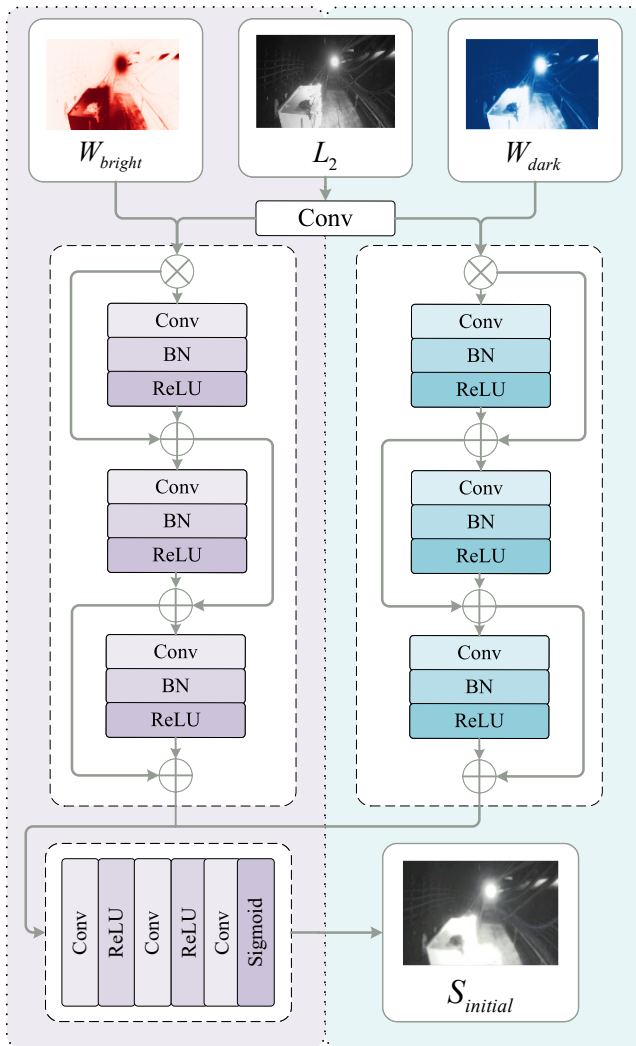 W_bright
L_2
W_dark
Conv
Conv
BN
ReLU
Conv
BN
ReLU
Conv
BN
ReLU
Conv
BN
ReLU
Conv
BN
ReLU
Conv
BN
ReLU
Conv
ReLU
Conv
ReLU
Conv
Sigmoid
S_initial